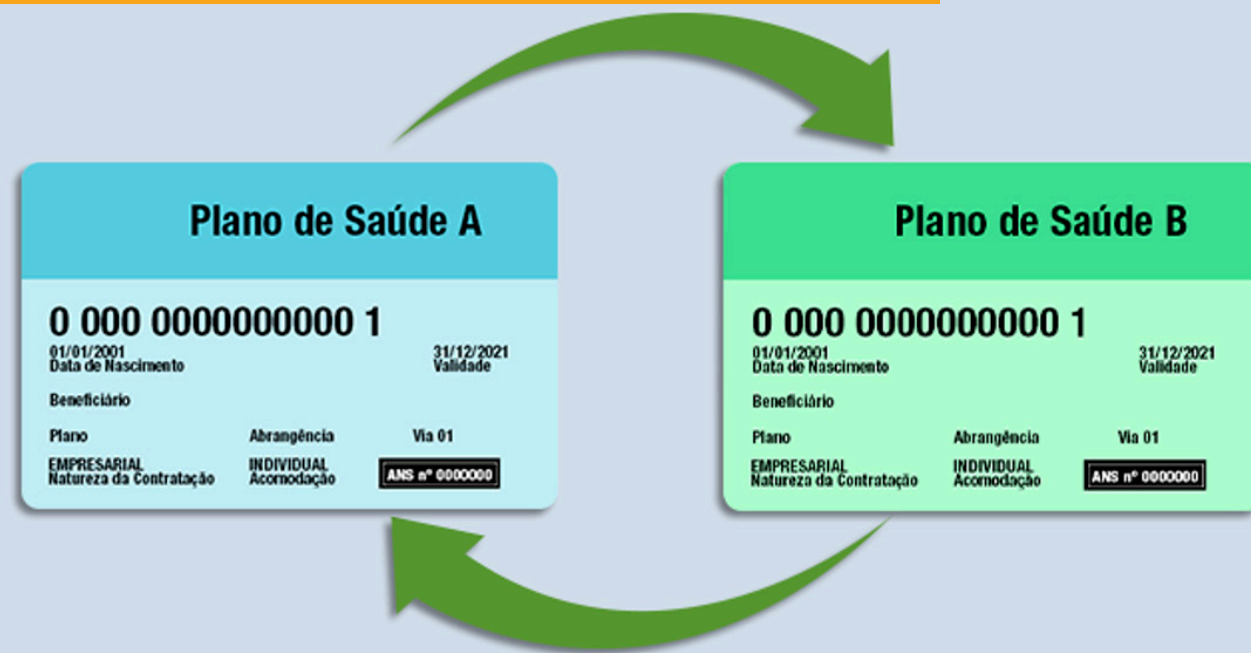 Plano de Saúde A
0 000 0000000000 1
01/01/2001 31/12/2021
Data de Nascimento Validade
Beneficiário
Plano Abrangência Via 01
EMPRESARIAL INDIVIDUAL ANS nº 0000000
Natureza da Contratação Acomodação
Plano de Saúde B
0 000 0000000000 1
01/01/2001 31/12/2021
Data de Nascimento Validade
Beneficiário
Plano Abrangência Via 01
EMPRESARIAL INDIVIDUAL ANS nº 0000000
Natureza da Contratação Acomodação